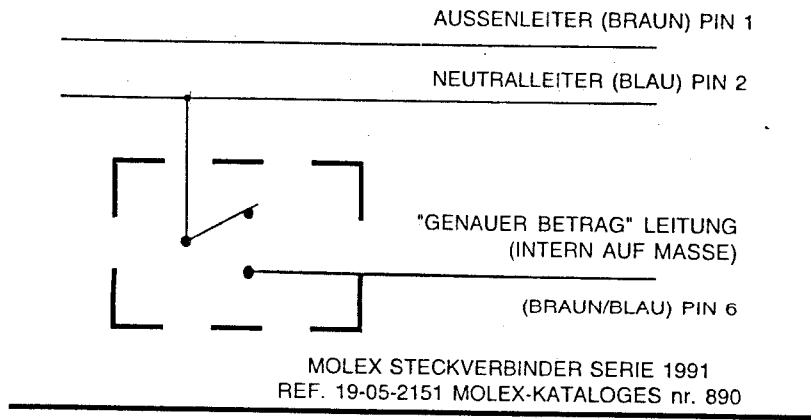 AUSSENLEITER (BRAUN) PIN 1
NEUTRALLEITER (BLAU) PIN 2
"GENAUER BETRAG" LEITUNG
(INTERN AUF MASSE)
(BRAUN/BLAU) PIN 6
MOLEX STECKVERBINDER SERIE 1991
REF. 19-05-2151 MOLEX-KATALOGES nr. 890